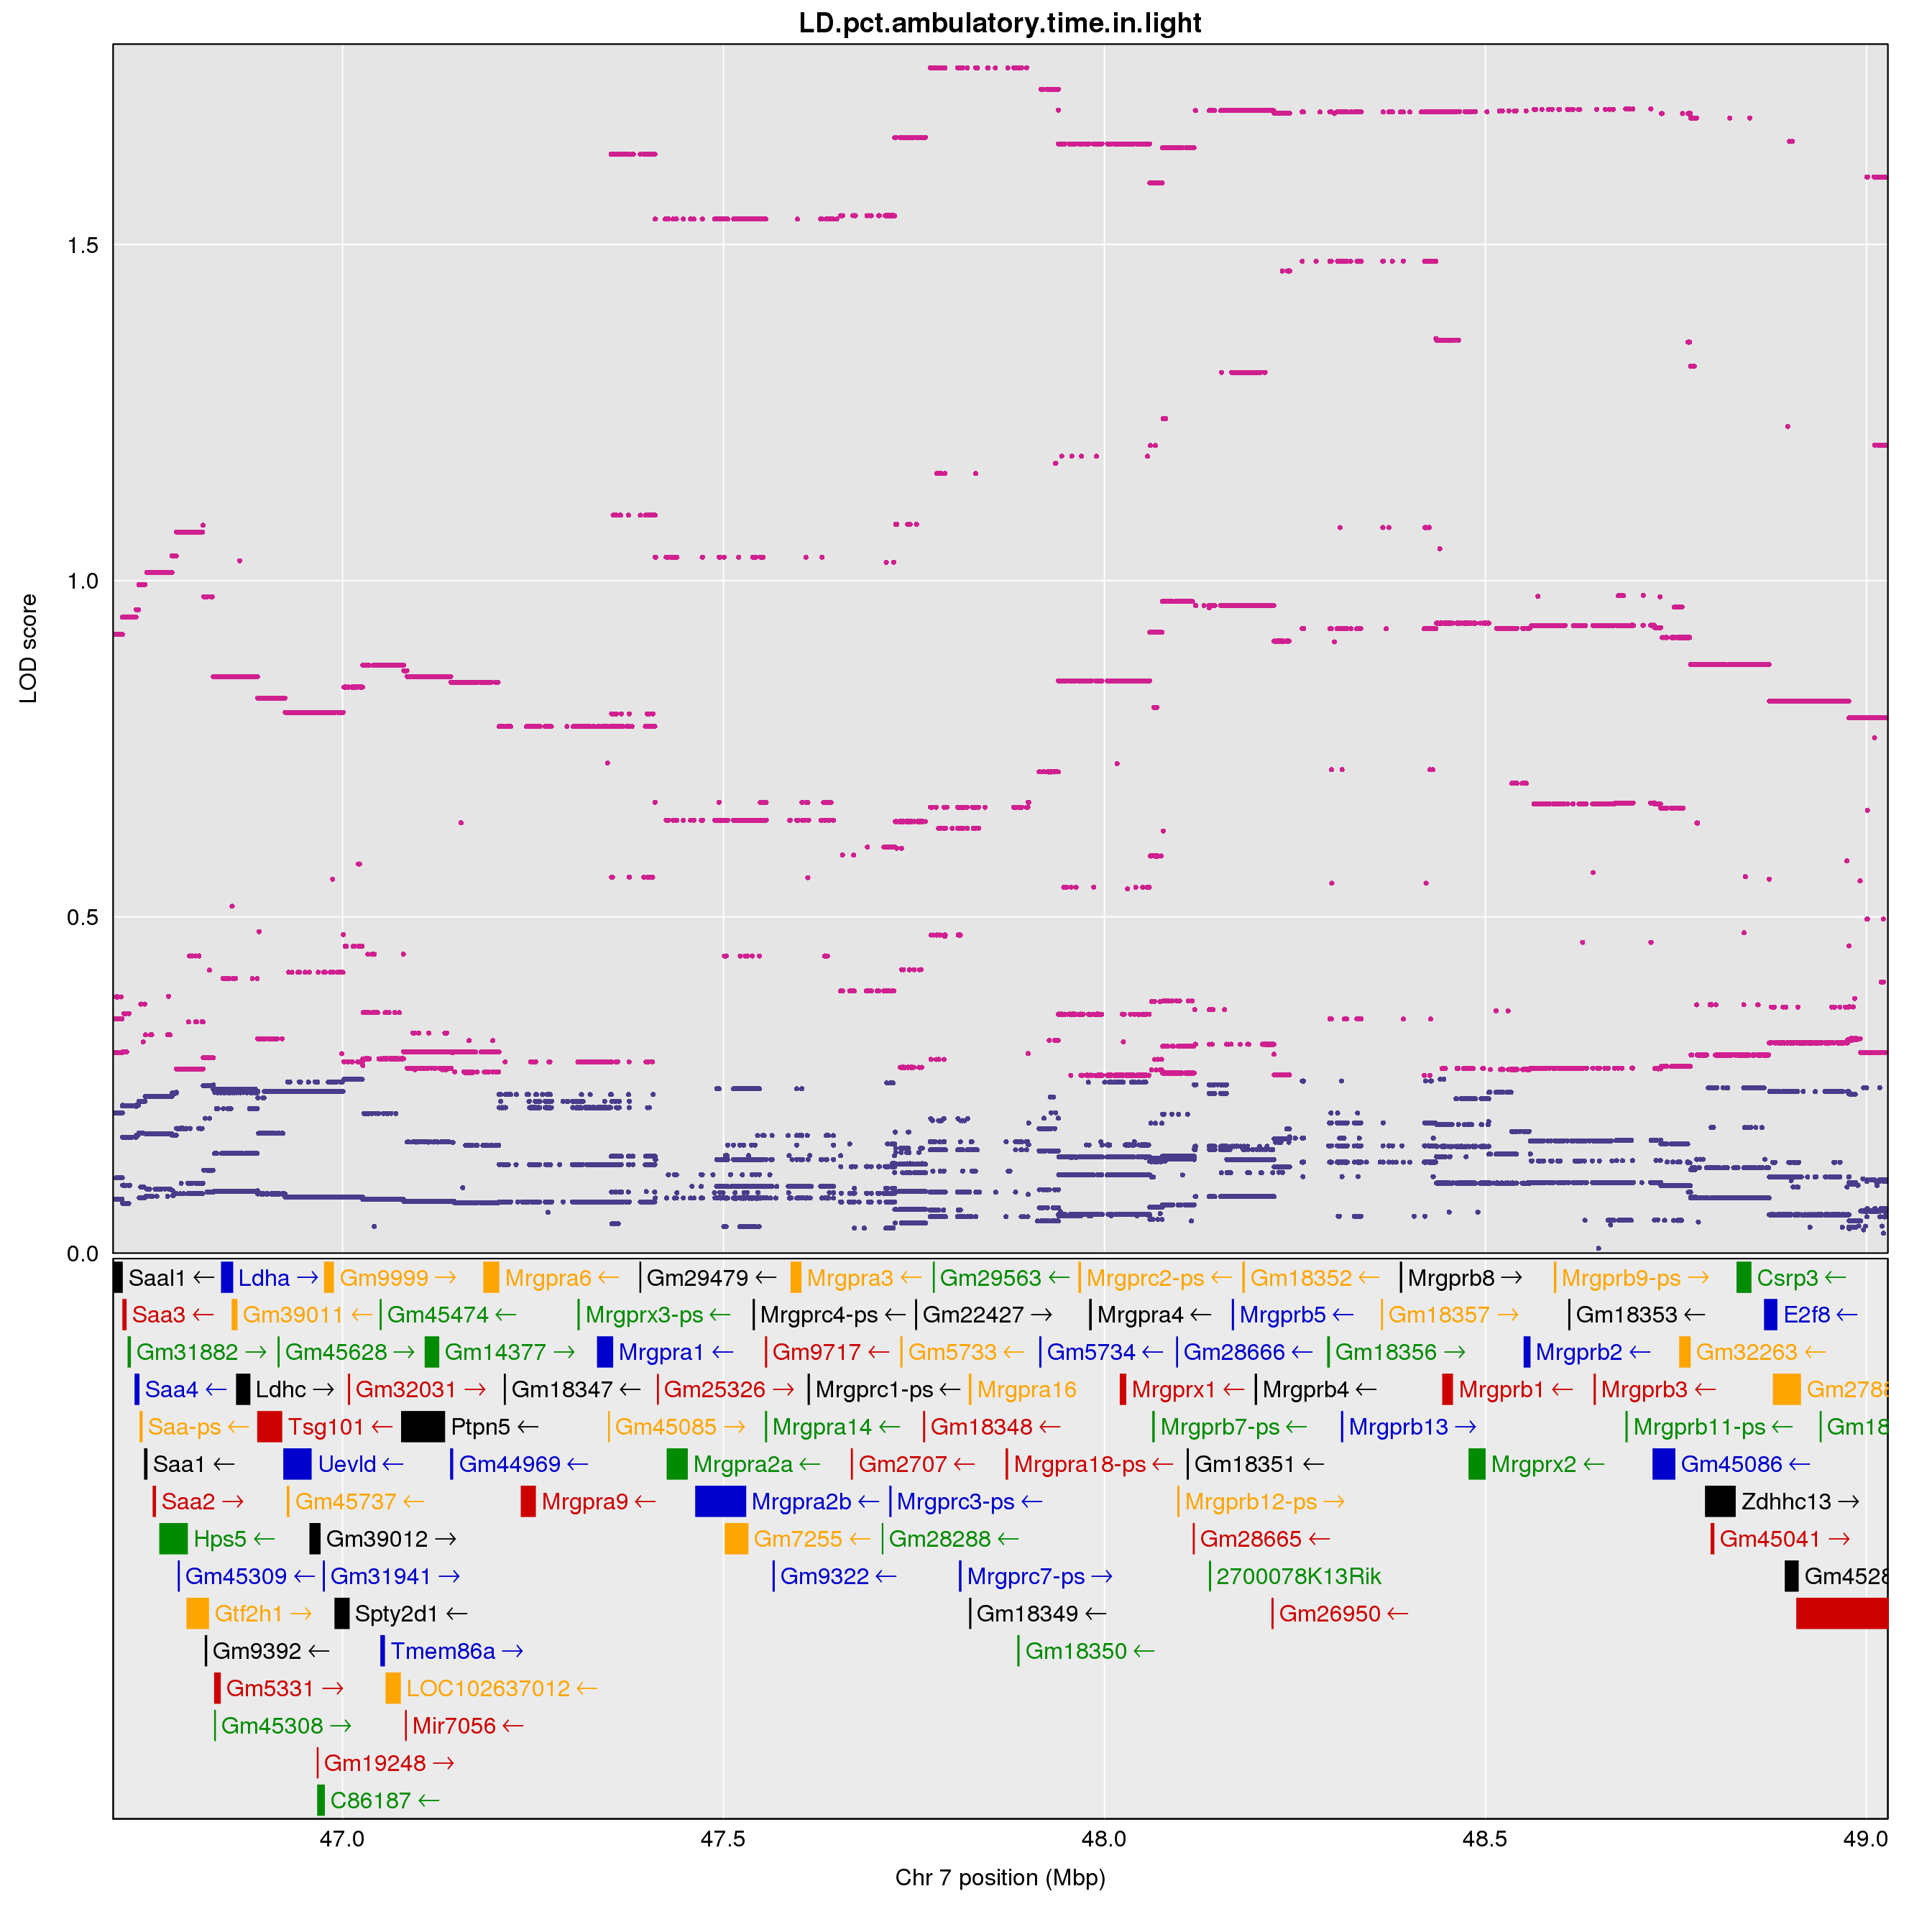 LD.pct.ambulatory.time.in.light
1.5
1.0
0.5
0.0
LOD score
Saal1 ← Ldha → Gm9999 → Mrgpra6 ← Gm29479 ← Mrgpra3 ← Gm29563 ← Mrgprc2-ps ← Gm18352 ← Mrgprb8 → Mrgprb9-ps → Csrp3 ←
Saa3 ← Gm39011 ← Gm45474 ← Mrgprx3-ps ← Mrgprc4-ps ← Gm22427 → Mrgpra4 ← Mrgprb5 ← Gm18357 → Gm18353 ← E2f8 ←
Gm31882 → Gm45628 → Gm14377 → Mrgpra1 ← Gm9717 ← Gm5733 ← Gm5734 ← Gm28666 ← Gm18356 → Mrgprb2 ← Gm32263 ←
Saa4 ← Ldhc → Gm32031 → Gm18347 ← Gm25326 → Mrgprc1-ps ← Mrgpra16 Mrgprx1 ← Mrgprb4 ← Mrgprb1 ← Mrgprb3 ←
Saa-ps ← Tsg101 ← Ptpn5 ← Gm45085 → Mrgpra14 ← Gm18348 ← Mrgprb7-ps ← Mrgprb13 → Mrgprb11-ps ← Gm18
Saa1 ← Uevld ← Gm44969 ← Mrgpra2a ← Gm2707 ← Mrgpra18-ps ← Gm18351 ← Mrgprx2 ← Gm45086 ←
Saa2 → Gm45737 ← Mrgpra9 ← Mrgpra2b ← Mrgprc3-ps ← Mrgprb12-ps → Zdhhc13 →
Hps5 ← Gm39012 → Gm7255 ← Gm28288 ← Gm28665 ← Gm45041 →
Gm45309 ← Gm31941 → Gm9322 ← Mrgprc7-ps → 2700078K13Rik Gm4528
Gtf2h1 → Spty2d1 ← Gm18349 ← Gm26950 ←
Gm9392 ← Tmem86a → Gm18350 ←
Gm5331 → LOC102637012 ←
Gm45308 → Mir7056 ←
Gm19248 →
C86187 ←
47.0 47.5 48.0 48.5 49.0
Chr 7 position (Mbp)